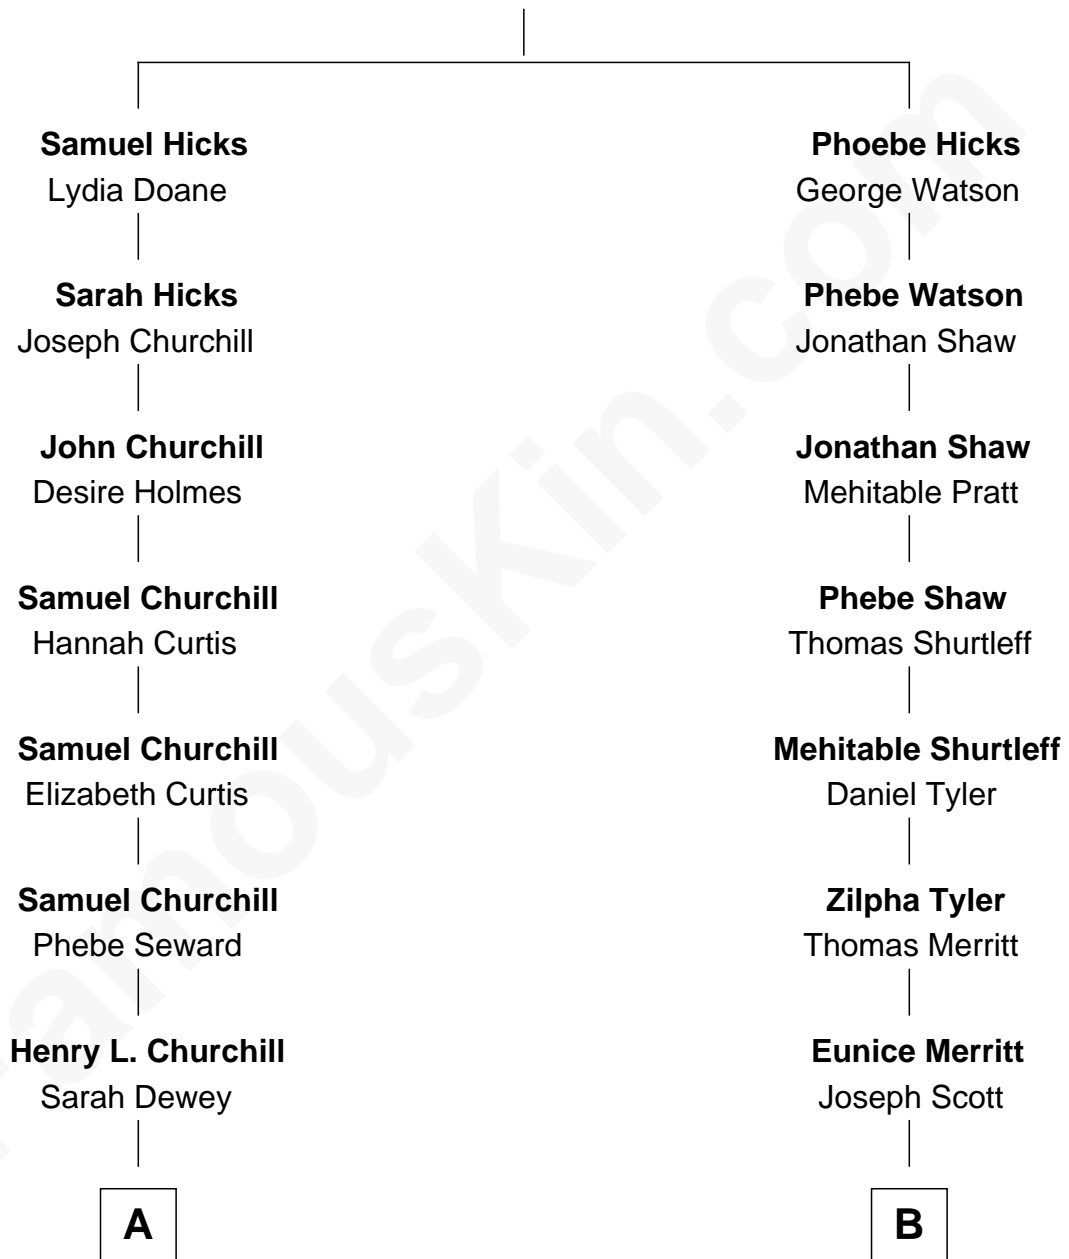 Samuel Hicks
Lydia Doane
Phoebe Hicks
George Watson
Sarah Hicks
Joseph Churchill
Phebe Watson
Jonathan Shaw
John Churchill
Desire Holmes
Jonathan Shaw
Mehitable Pratt
Samuel Churchill
Hannah Curtis
Phebe Shaw
Thomas Shurtleff
Samuel Churchill
Elizabeth Curtis
Mehitable Shurtleff
Daniel Tyler
Samuel Churchill
Phebe Seward
Zilpha Tyler
Thomas Merritt
Henry L. Churchill
Sarah Dewey
Eunice Merritt
Joseph Scott
A
B
FamousKin.com